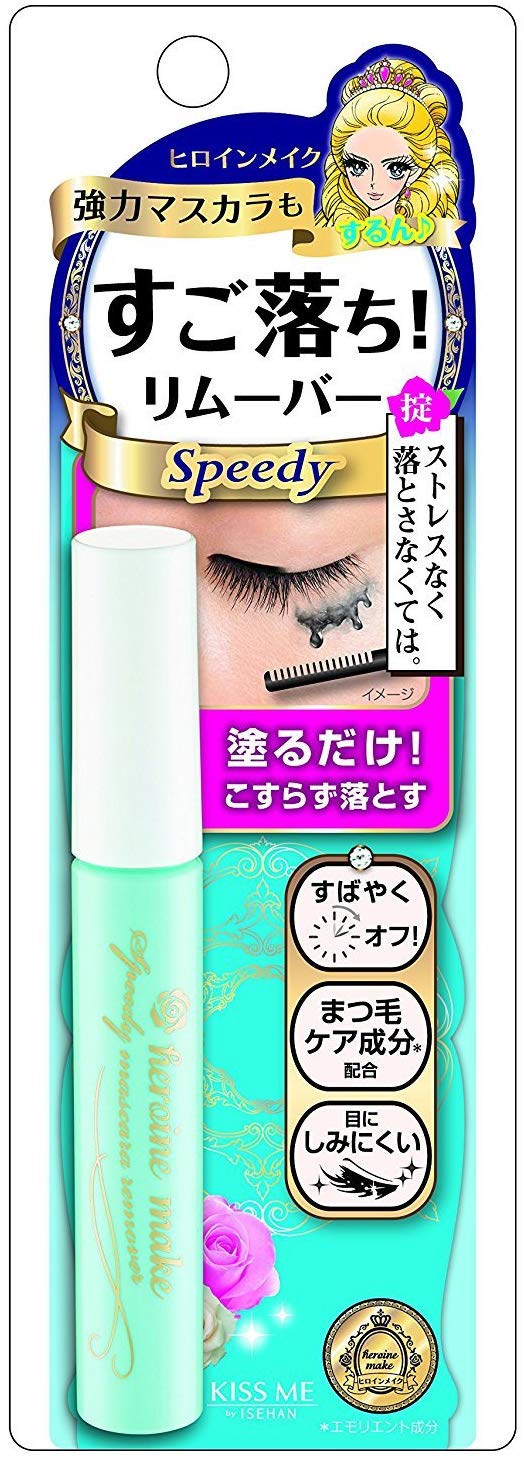 ヒロインメイク
強力マスカラも
するん♪
すご落ち!
リムーバー
Speedy
掟
ストレスなく
落とさなくては。
イメージ
塗るだけ!
こすらず落とす
すばやく
オフ!
まつ毛
ケア成分*
配合
目に
しみにくい
heroine make
Speedy mascara remover
heroine
make
ヒロインメイク
KISS ME
by ISEHAN
*エモリエント成分